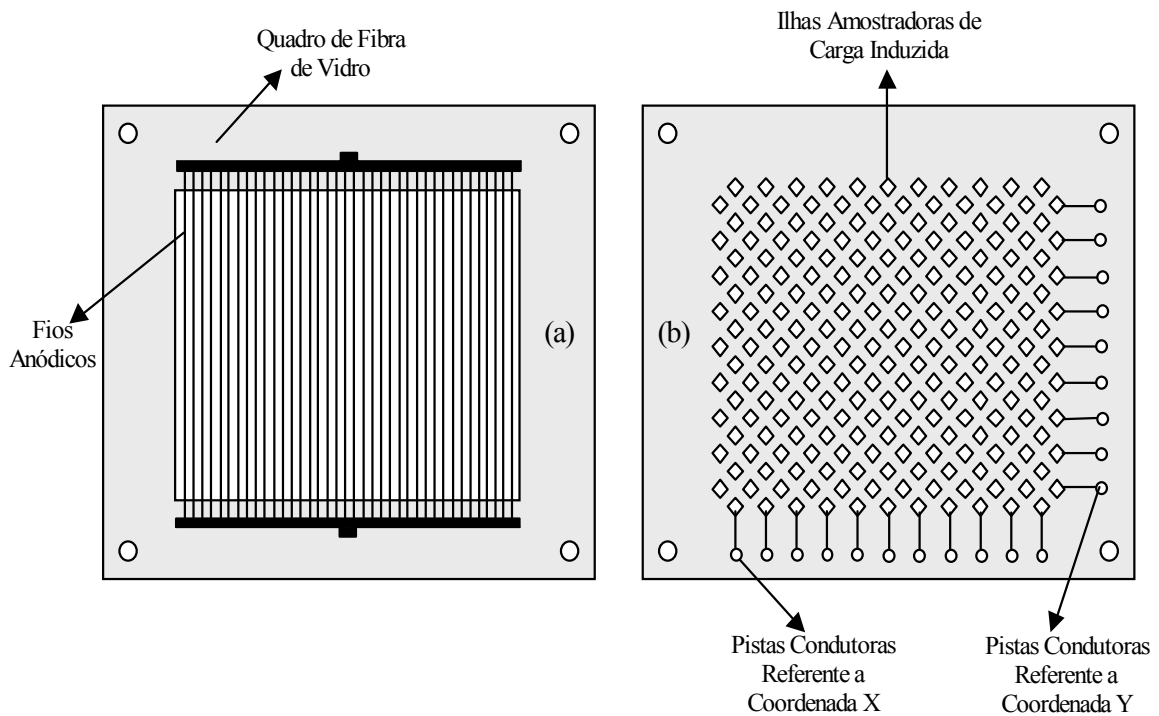 Quadro de Fibra
de Vidro
Ilhas Amostradoras de
Carga Induzida
Fios
Anódicos
(a)
(b)
Pistas Condutoras
Referente a
Coordenada X
Pistas Condutoras
Referente a
Coordenada Y